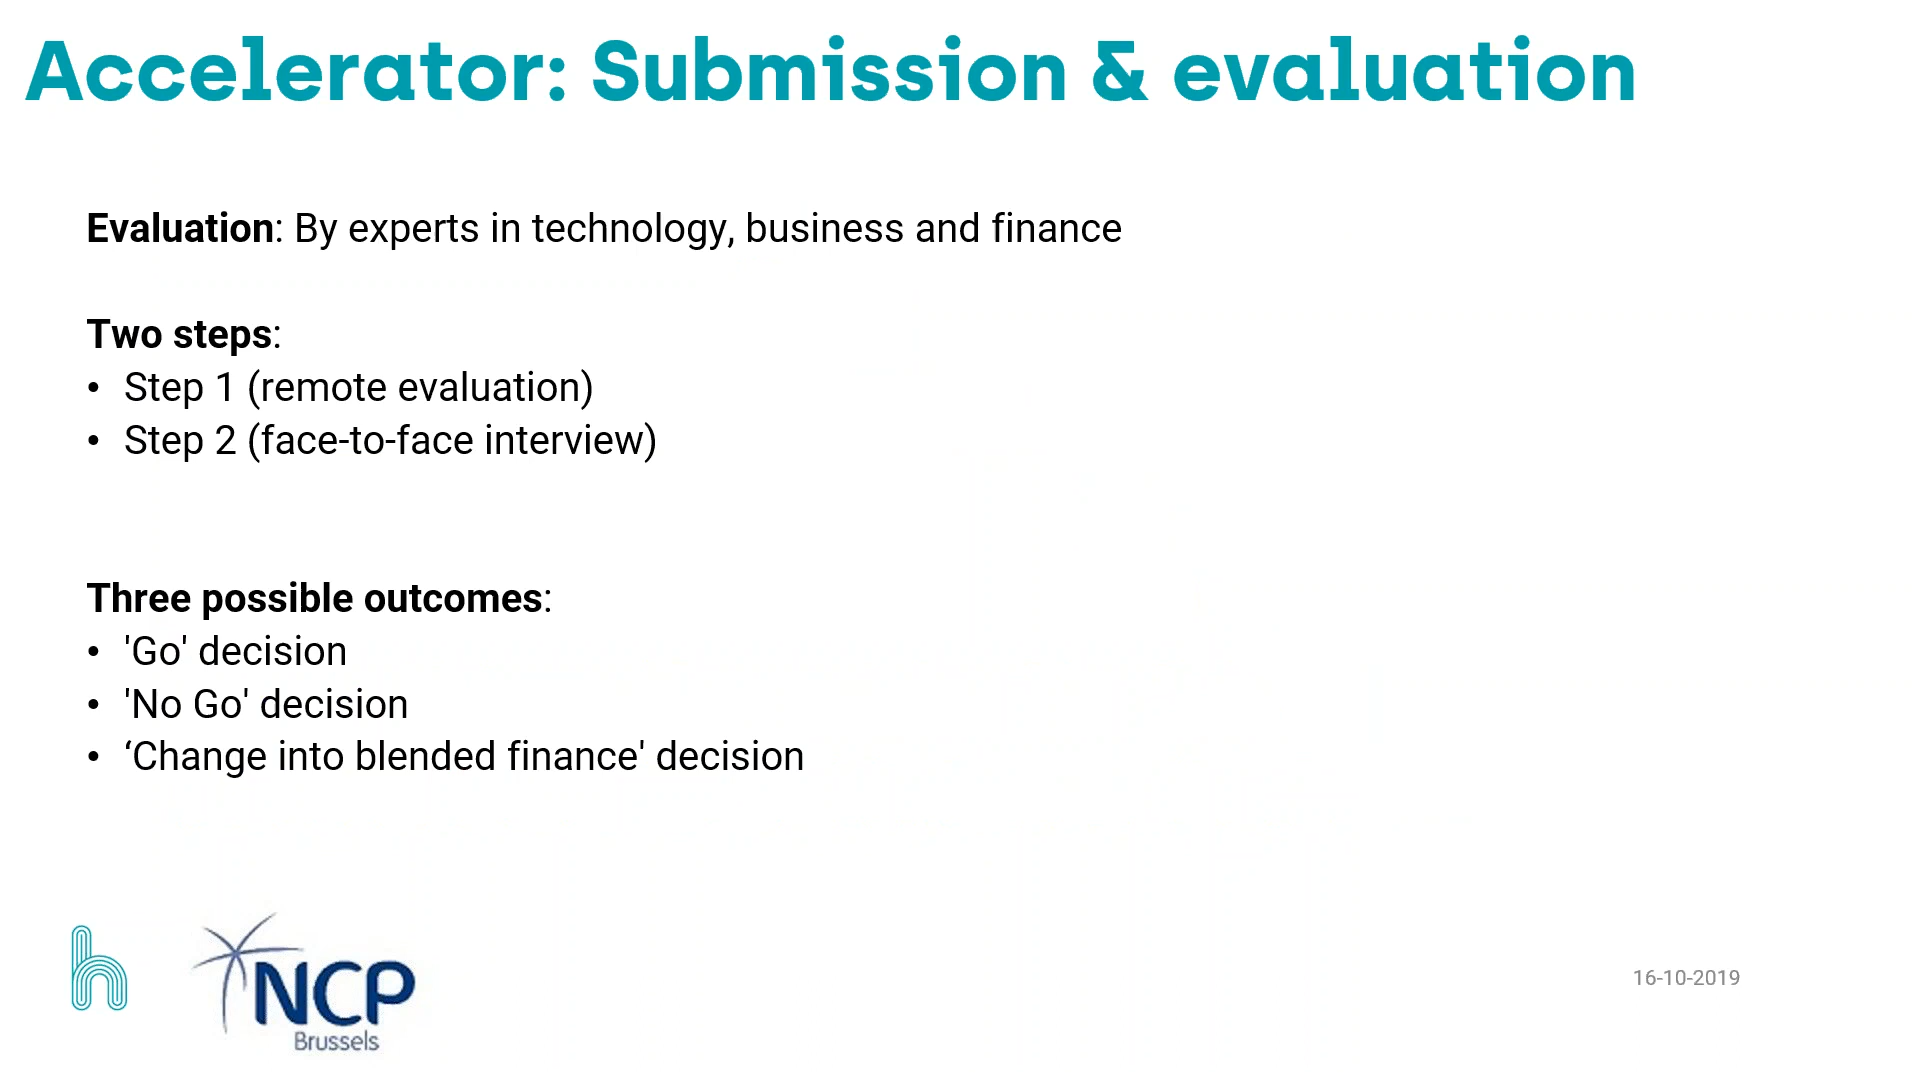 Accelerator: Submission & evaluation
Evaluation: By experts in technology, business and finance
Two steps:
• Step 1 (remote evaluation)
• Step 2 (face-to-face interview)
Three possible outcomes:
• 'Go' decision
• 'No Go' decision
• ‘Change into blended finance' decision
h
NCP
Brussels
16-10-2019